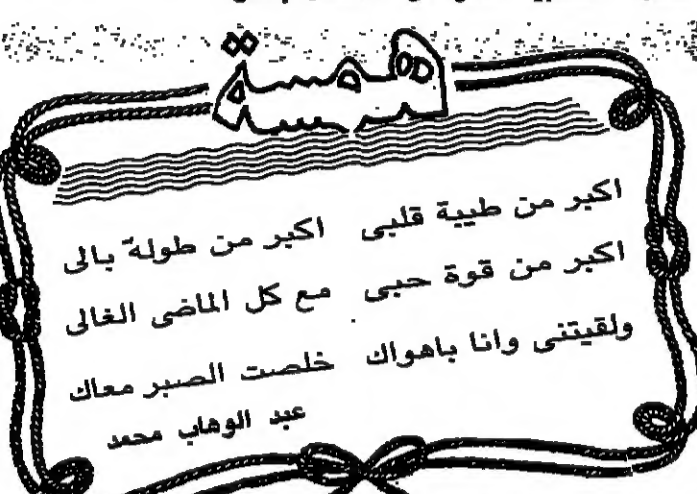 همسة
اكبر من طيبة قلبى اكبر من طولة بالى
اكبر من قوة حبى مع كل الماضى الغالى
ولقيتنى وانا باهواك خلصت الصبر معاك
عبد الوهاب محمد